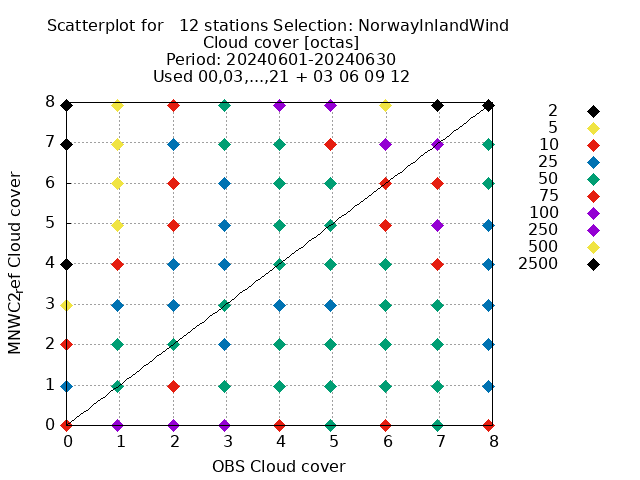 Scatterplot for   12 stations Selection: NorwayInlandWind
Cloud cover [octas]
Period: 20240601-20240630
Used 00,03,...,21 + 03 06 09 12
MNWC2ref Cloud cover
8
7
6
5
4
3
2
1
0
0 1 2 3 4 5 6 7 8
OBS Cloud cover
2
5
10
25
50
75
100
250
500
2500